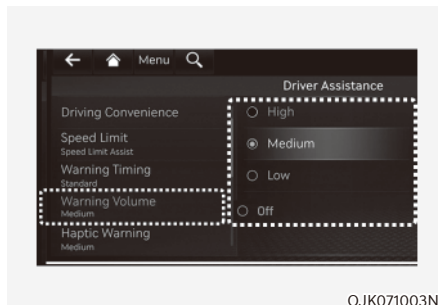 Menu
Driver Assistance
Driving Convenience
Speed Limit
Speed Limit Assist
Warning Timing
Standard
Warning Volume
Medium
Haptic Warning
Medium
High
Medium
Low
Off
OJK071003N